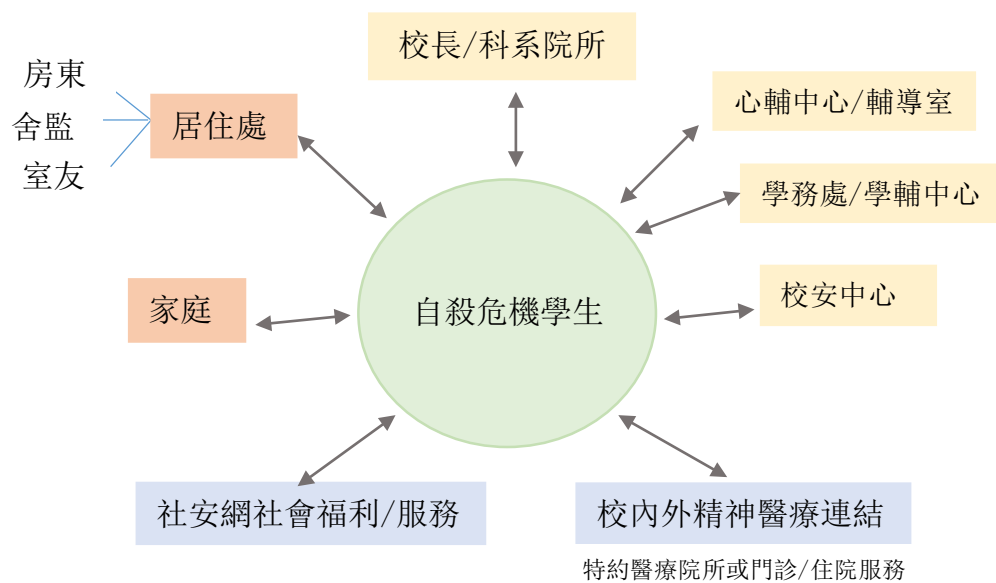 校長/科系院所
房東
舍監
室友
居住處
心輔中心/輔導室
學務處/學輔中心
家庭
自殺危機學生
校安中心
社安網社會福利/服務
校內外精神醫療連結
特約醫療院所或門診/住院服務